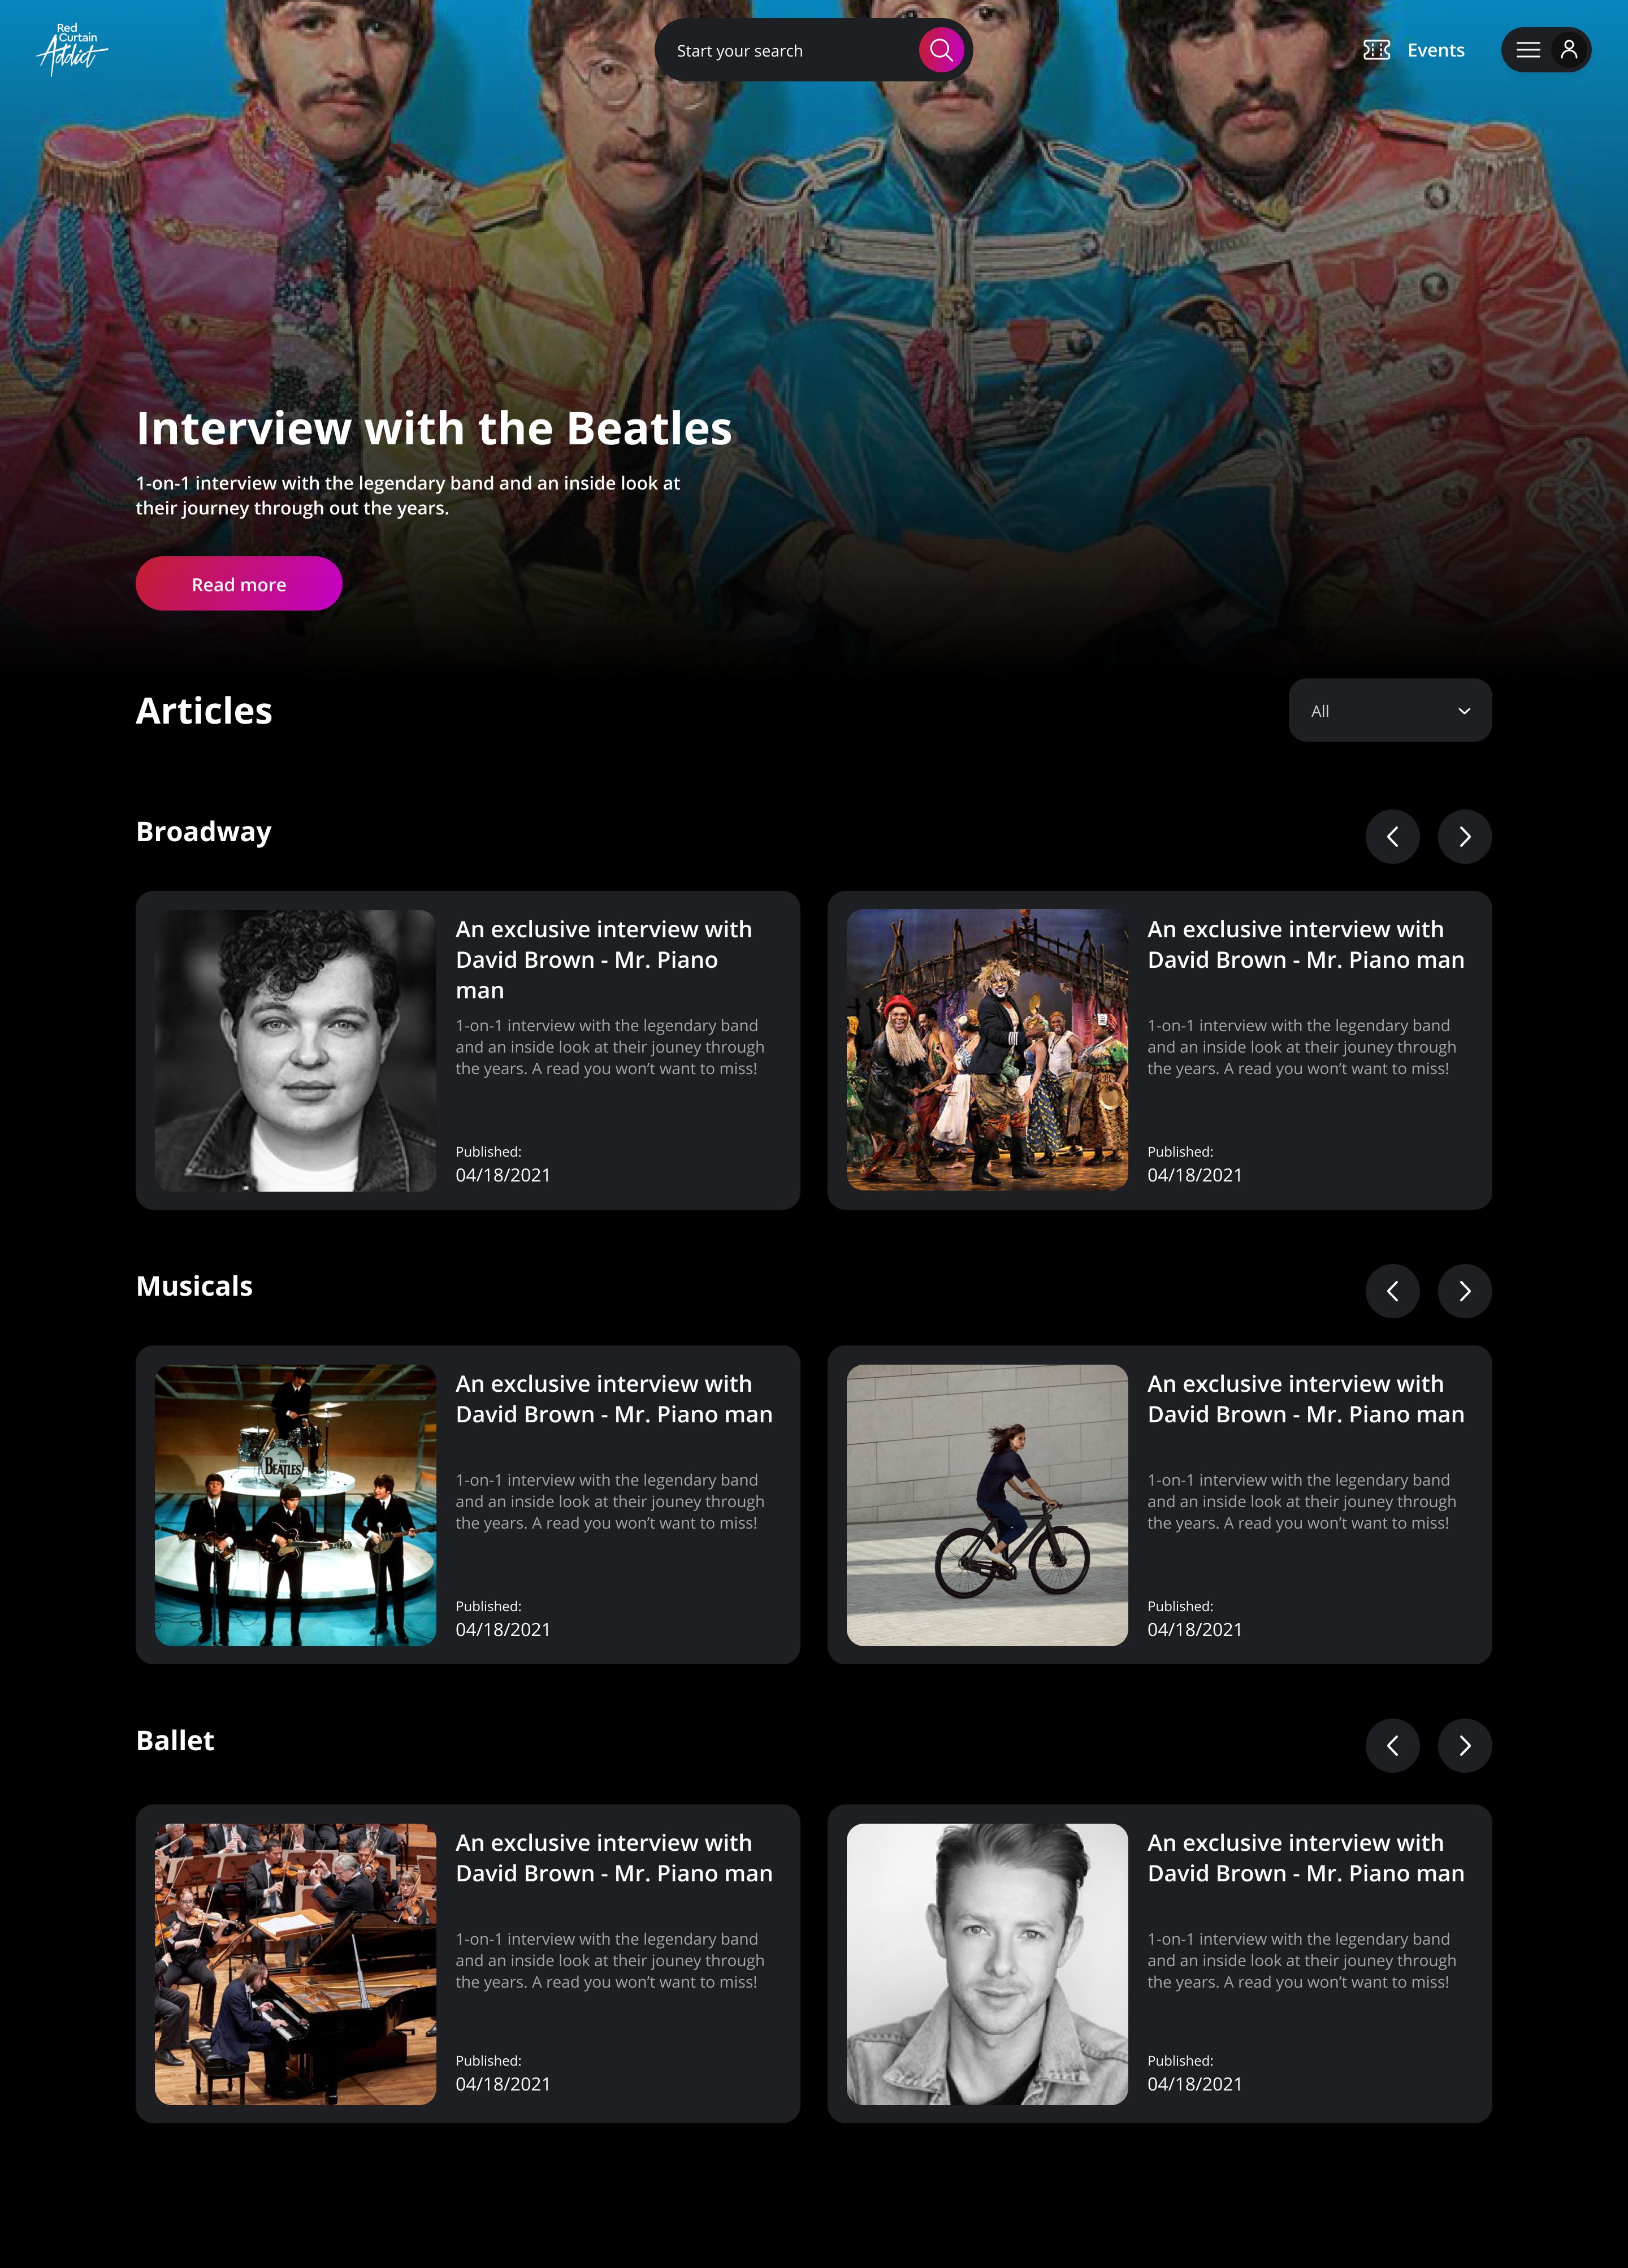 Red
Curtain
Addict
Start your search
Events
Interview with the Beatles
1-on-1 interview with the legendary band and an inside look at
their journey through out the years.
Read more
Articles
All
Broadway
An exclusive interview with
David Brown - Mr. Piano
man
1-on-1 interview with the legendary band
and an inside look at their jouney through
the years. A read you won’t want to miss!
Published:
04/18/2021
An exclusive interview with
David Brown - Mr. Piano man
1-on-1 interview with the legendary band
and an inside look at their jouney through
the years. A read you won’t want to miss!
Published:
04/18/2021
Musicals
THE
BEATLES
An exclusive interview with
David Brown - Mr. Piano man
1-on-1 interview with the legendary band
and an inside look at their jouney through
the years. A read you won’t want to miss!
Published:
04/18/2021
An exclusive interview with
David Brown - Mr. Piano man
1-on-1 interview with the legendary band
and an inside look at their jouney through
the years. A read you won’t want to miss!
Published:
04/18/2021
Ballet
An exclusive interview with
David Brown - Mr. Piano man
1-on-1 interview with the legendary band
and an inside look at their jouney through
the years. A read you won’t want to miss!
Published:
04/18/2021
An exclusive interview with
David Brown - Mr. Piano man
1-on-1 interview with the legendary band
and an inside look at their jouney through
the years. A read you won’t want to miss!
Published:
04/18/2021